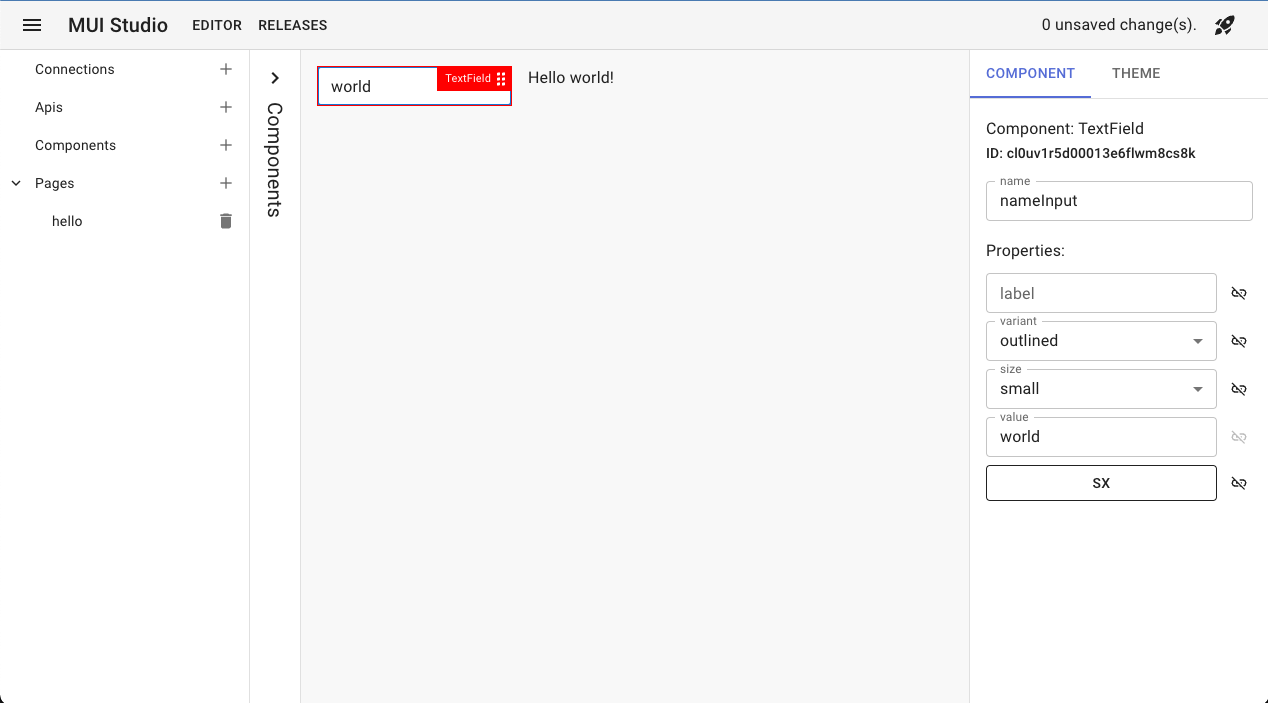 MUI Studio EDITOR RELEASES 0 unsaved change(s).
Connections
Apis
Components
Pages
hello
Components
world TextField Hello world!
COMPONENT THEME
Component: TextField
ID: cl0uv1r5d00013e6flwm8cs8k
name
nameInput
Properties:
label
variant
outlined
size
small
value
world
SX